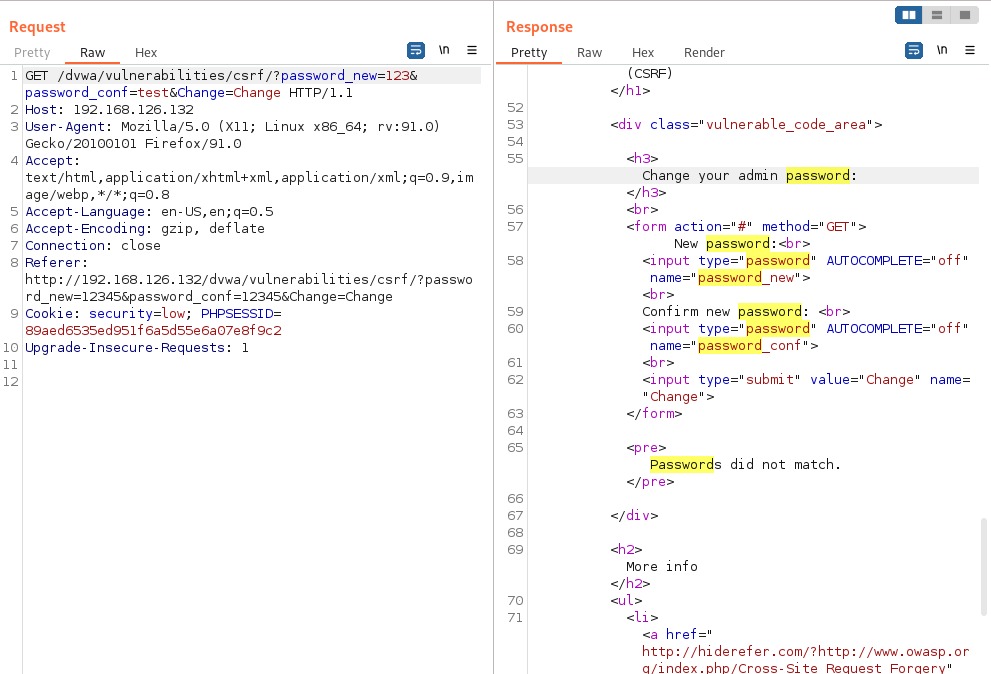 Request
Pretty Raw Hex \n
1 GET /dvwa/vulnerabilities/csrf/?password_new=123&
password_conf=test&Change=Change HTTP/1.1
2 Host: 192.168.126.132
3 User-Agent: Mozilla/5.0 (X11; Linux x86_64; rv:91.0)
Gecko/20100101 Firefox/91.0
4 Accept:
text/html,application/xhtml+xml,application/xml;q=0.9,im
age/webp,*/*;q=0.8
5 Accept-Language: en-US,en;q=0.5
6 Accept-Encoding: gzip, deflate
7 Connection: close
8 Referer:
http://192.168.126.132/dvwa/vulnerabilities/csrf/?passwo
rd_new=12345&password_conf=12345&Change=Change
9 Cookie: security=low; PHPSESSID=
89aed6535ed951f6a5d55e6a07e8f9c2
10 Upgrade-Insecure-Requests: 1
11
12
Response
Pretty Raw Hex Render \n
(CSRF)
</h1>
52
53 <div class="vulnerable_code_area">
54
55 <h3>
Change your admin password:
</h3>
56 <br>
57 <form action="#" method="GET">
New password:<br>
58 <input type="password" AUTOCOMPLETE="off"
name="password_new">
<br>
59 Confirm new password: <br>
60 <input type="password" AUTOCOMPLETE="off"
name="password_conf">
61 <br>
62 <input type="submit" value="Change" name=
"Change">
63 </form>
64
65 <pre>
Passwords did not match.
</pre>
66
67 </div>
68
69 <h2>
More info
</h2>
70 <ul>
71 <li>
<a href="
http://hiderefer.com/?http://www.owasp.or
g/index.php/Cross-Site_Request_Forgery"